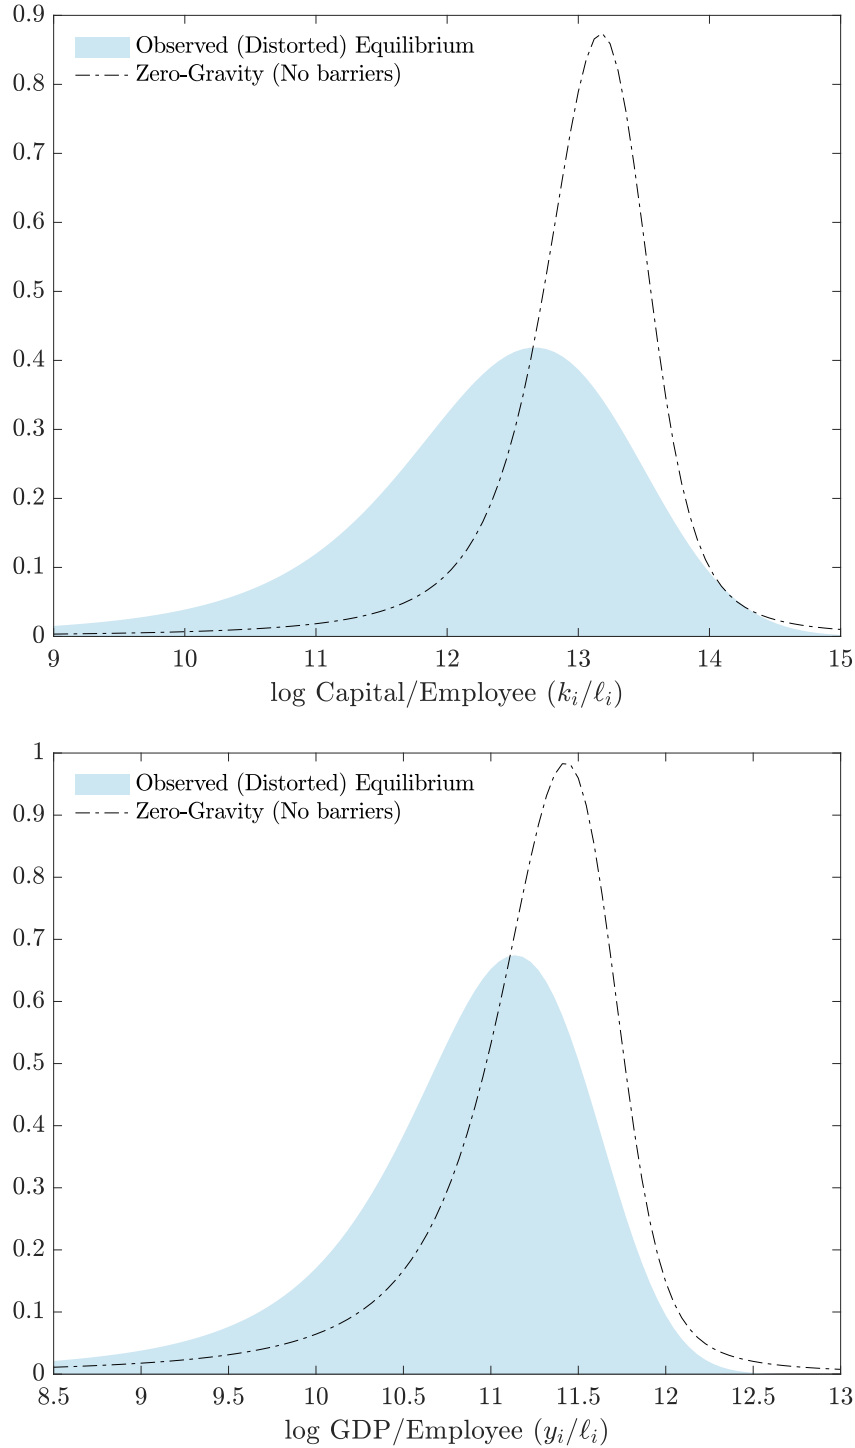 0.9
Observed (Distorted) Equilibrium
Zero-Gravity (No barriers)
0.8
0.7
0.6
0.5
0.4
0.3
0.2
0.1
0
9 10 11 12 13 14 15
log Capital/Employee (k_i/ℓ_i)
1
Observed (Distorted) Equilibrium
Zero-Gravity (No barriers)
0.9
0.8
0.7
0.6
0.5
0.4
0.3
0.2
0.1
0
8.5 9 9.5 10 10.5 11 11.5 12 12.5 13
log GDP/Employee (y_i/ℓ_i)